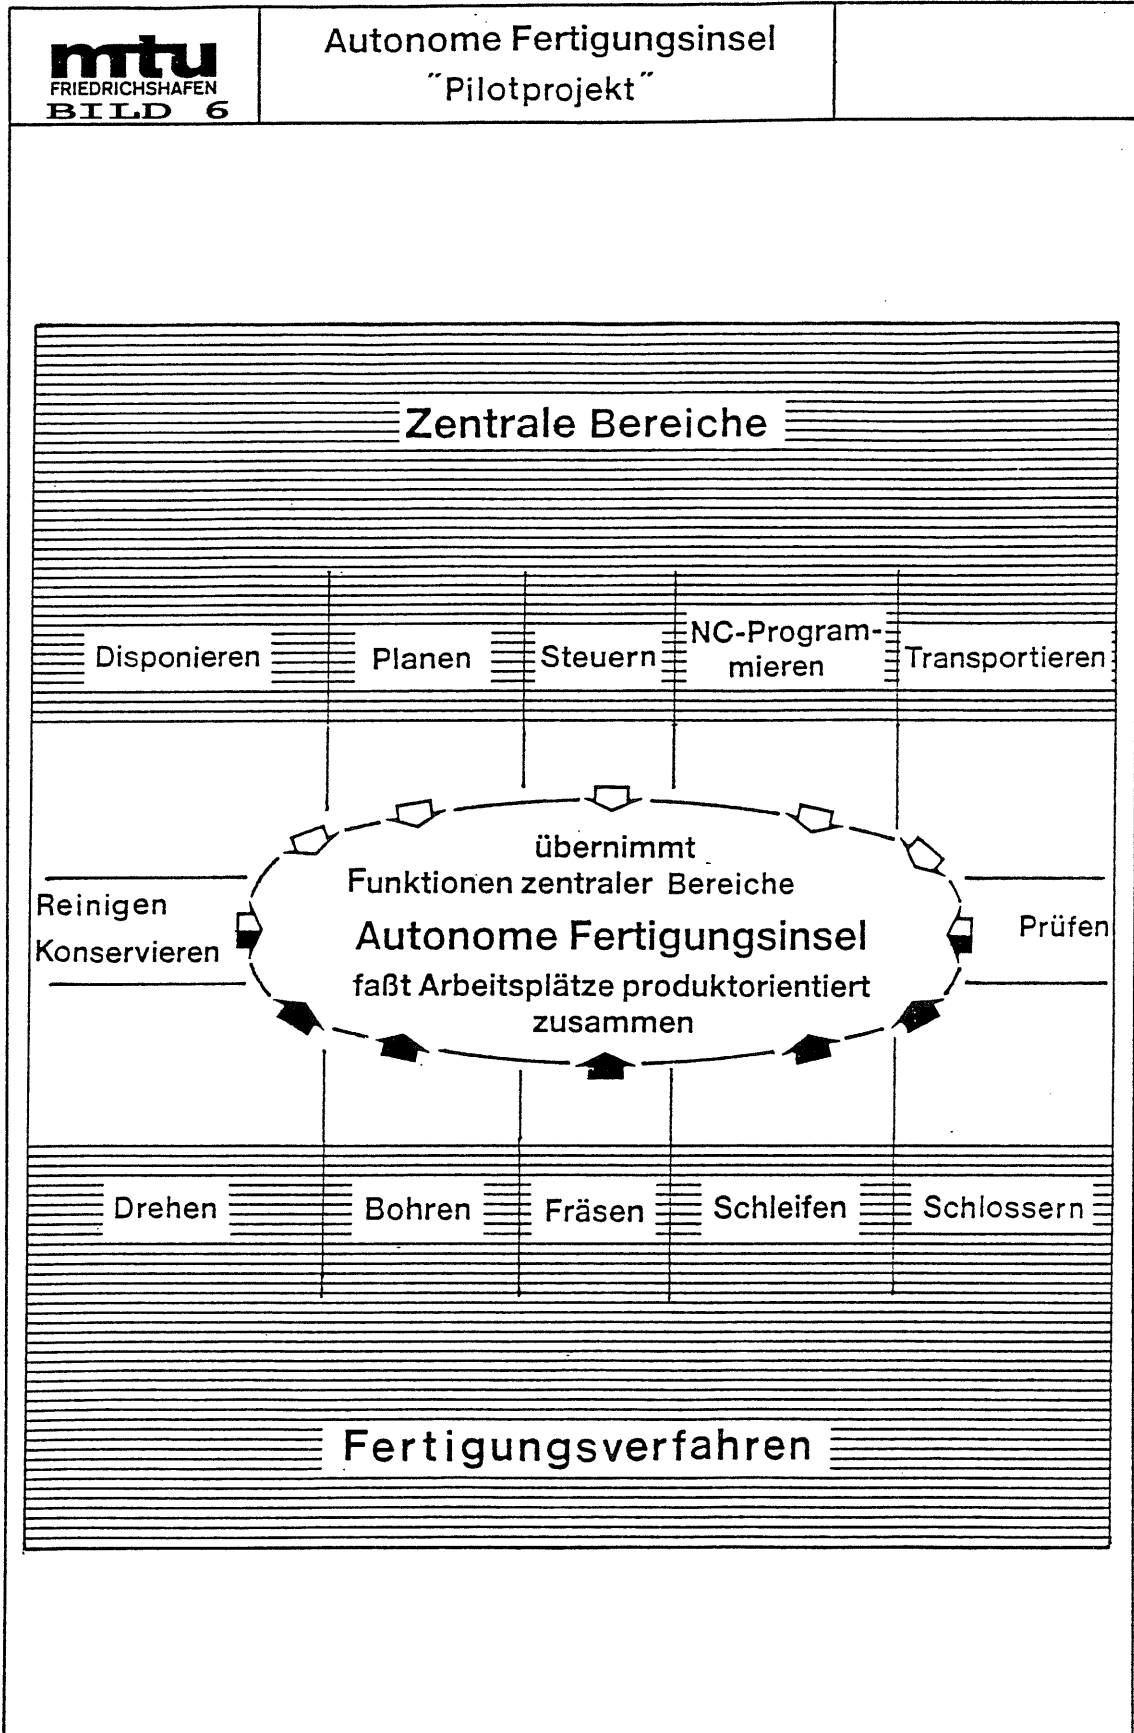 mtu
FRIEDRICHSHAFEN
BILD 6
Autonome Fertigungsinsel
"Pilotprojekt"
Zentrale Bereiche
Disponieren
Planen
Steuern
NC-Program-
mieren
Transportieren
übernimmt
Funktionen zentraler Bereiche
Autonome Fertigungsinsel
faßt Arbeitsplätze produktorientiert
zusammen
Reinigen
Konservieren
Prüfen
Drehen
Bohren
Fräsen
Schleifen
Schlossern
Fertigungsverfahren